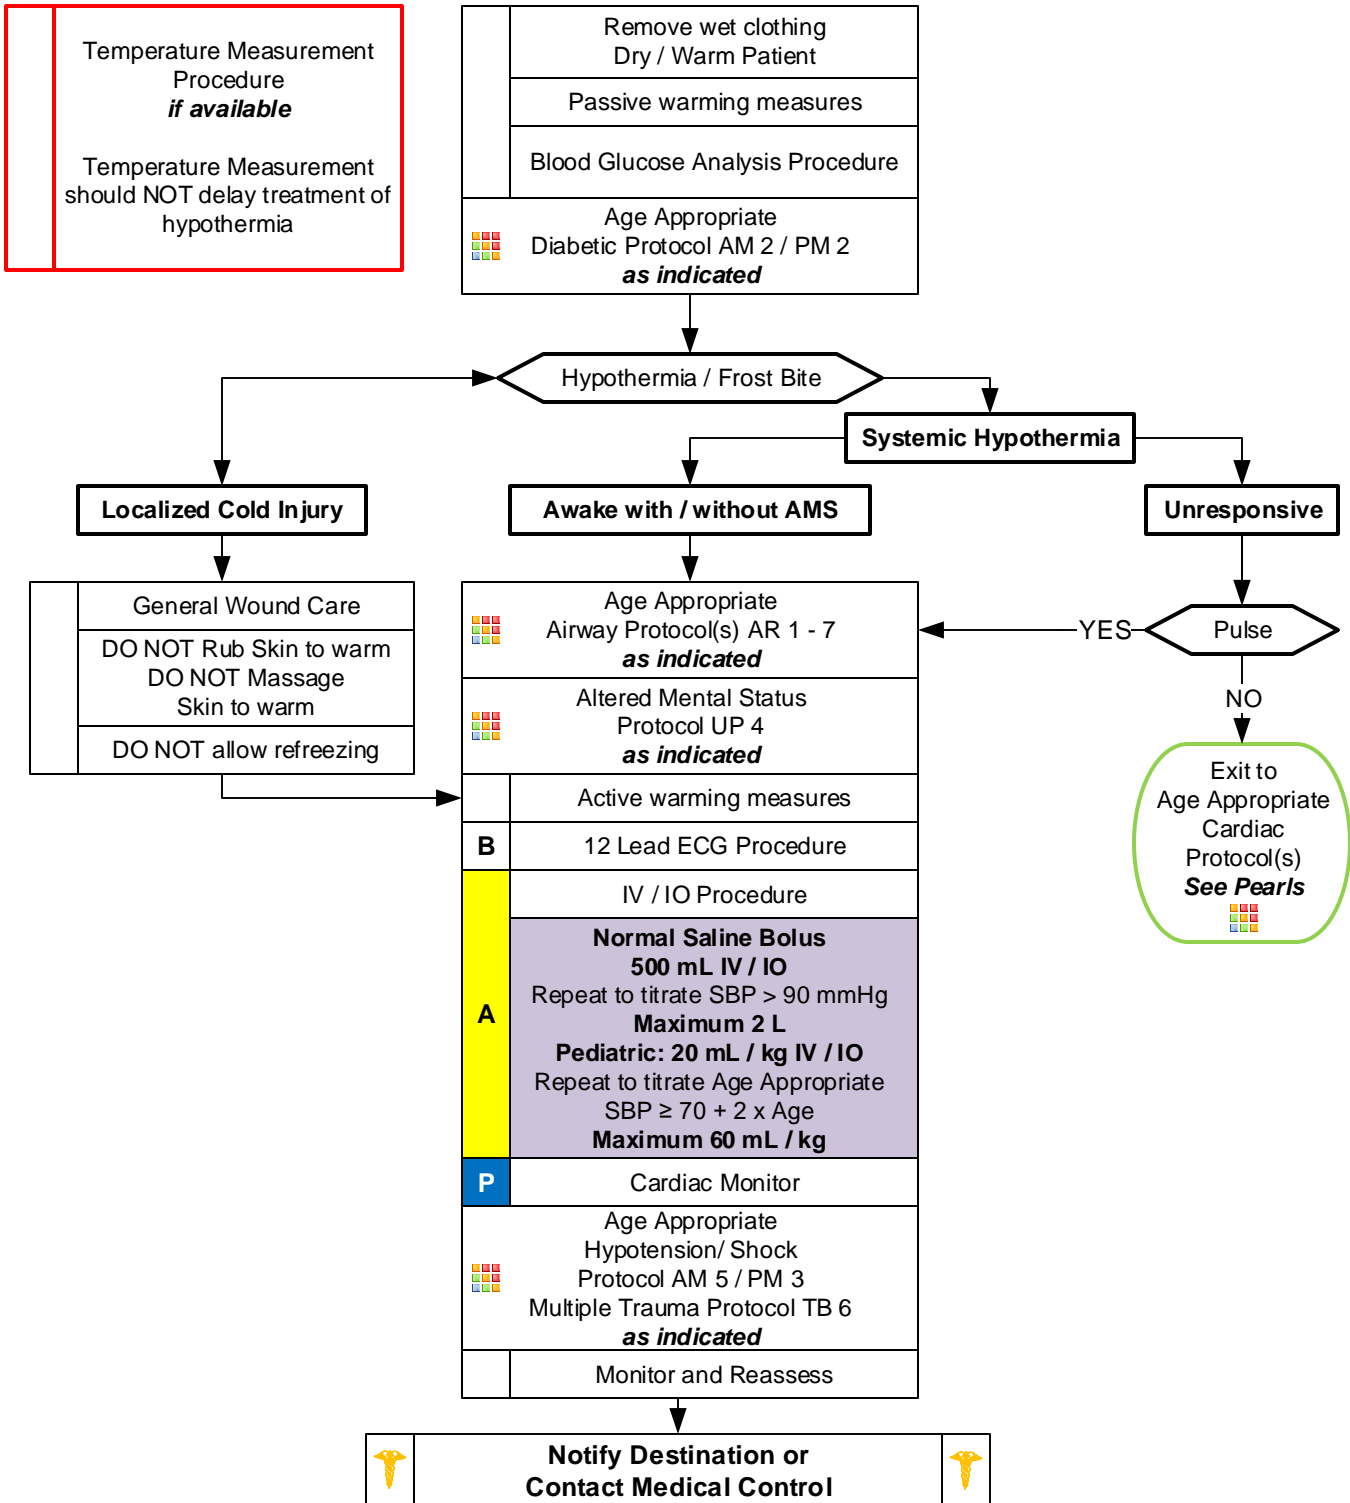 Temperature Measurement
Procedure
if available
Temperature Measurement
should NOT delay treatment of
hypothermia
Remove wet clothing
Dry / Warm Patient
Passive warming measures
Blood Glucose Analysis Procedure
Age Appropriate
Diabetic Protocol AM 2 / PM 2
as indicated
Hypothermia / Frost Bite
Systemic Hypothermia
Localized Cold Injury
Awake with / without AMS
Unresponsive
General Wound Care
DO NOT Rub Skin to warm
DO NOT Massage
Skin to warm
DO NOT allow refreezing
Age Appropriate
Airway Protocol(s) AR 1 - 7
as indicated
YES
Pulse
NO
Altered Mental Status
Protocol UP 4
as indicated
Exit to
Age Appropriate
Cardiac
Protocol(s)
See Pearls
Active warming measures
B
12 Lead ECG Procedure
A
IV / IO Procedure
Normal Saline Bolus
500 mL IV / IO
Repeat to titrate SBP > 90 mmHg
Maximum 2 L
Pediatric: 20 mL / kg IV / IO
Repeat to titrate Age Appropriate
SBP ≥ 70 + 2 x Age
Maximum 60 mL / kg
P
Cardiac Monitor
Age Appropriate
Hypotension/ Shock
Protocol AM 5 / PM 3
Multiple Trauma Protocol TB 6
as indicated
Monitor and Reassess
Notify Destination or
Contact Medical Control